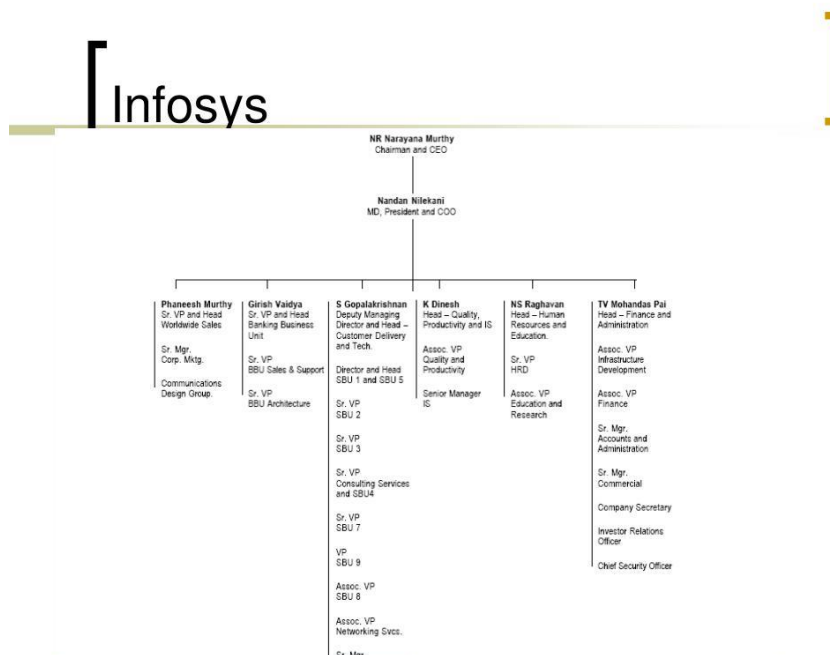 Infosys
NR Narayana Murthy
Chairman and CEO
Nandan Nilekani
MD, President and COO
Phaneesh Murthy
Sr. VP and Head
Worldwide Sales
Sr. Mgr.
Corp. Mktg.
Communications
Design Group.
Girish Vaidya
Sr. VP and Head
Banking Business
Unit
Sr. VP
BBU Sales & Support
Sr. VP
BBU Architecture
S Gopalakrishnan
Deputy Managing
Director and Head –
Customer Delivery
and Tech.
Director and Head
SBU 1 and SBU 5
Sr. VP
SBU 2
Sr. VP
SBU 3
Sr. VP
Consulting Services
and SBU4
Sr. VP
SBU 7
VP
SBU 9
Assoc. VP
SBU 8
Assoc. VP
Networking Svcs.
Sr. Mgr.
K Dinesh
Head – Quality,
Productivity and IS
Assoc. VP
Quality and
Productivity
Senior Manager
IS
NS Raghavan
Head – Human
Resources and
Education.
Sr. VP
HRD
Assoc. VP
Education and
Research
TV Mohandas Pai
Head – Finance and
Administration
Assoc. VP
Infrastructure
Development
Assoc. VP
Finance
Sr. Mgr.
Accounts and
Administration
Sr. Mgr.
Commercial
Company Secretary
Investor Relations
Officer
Chief Security Officer